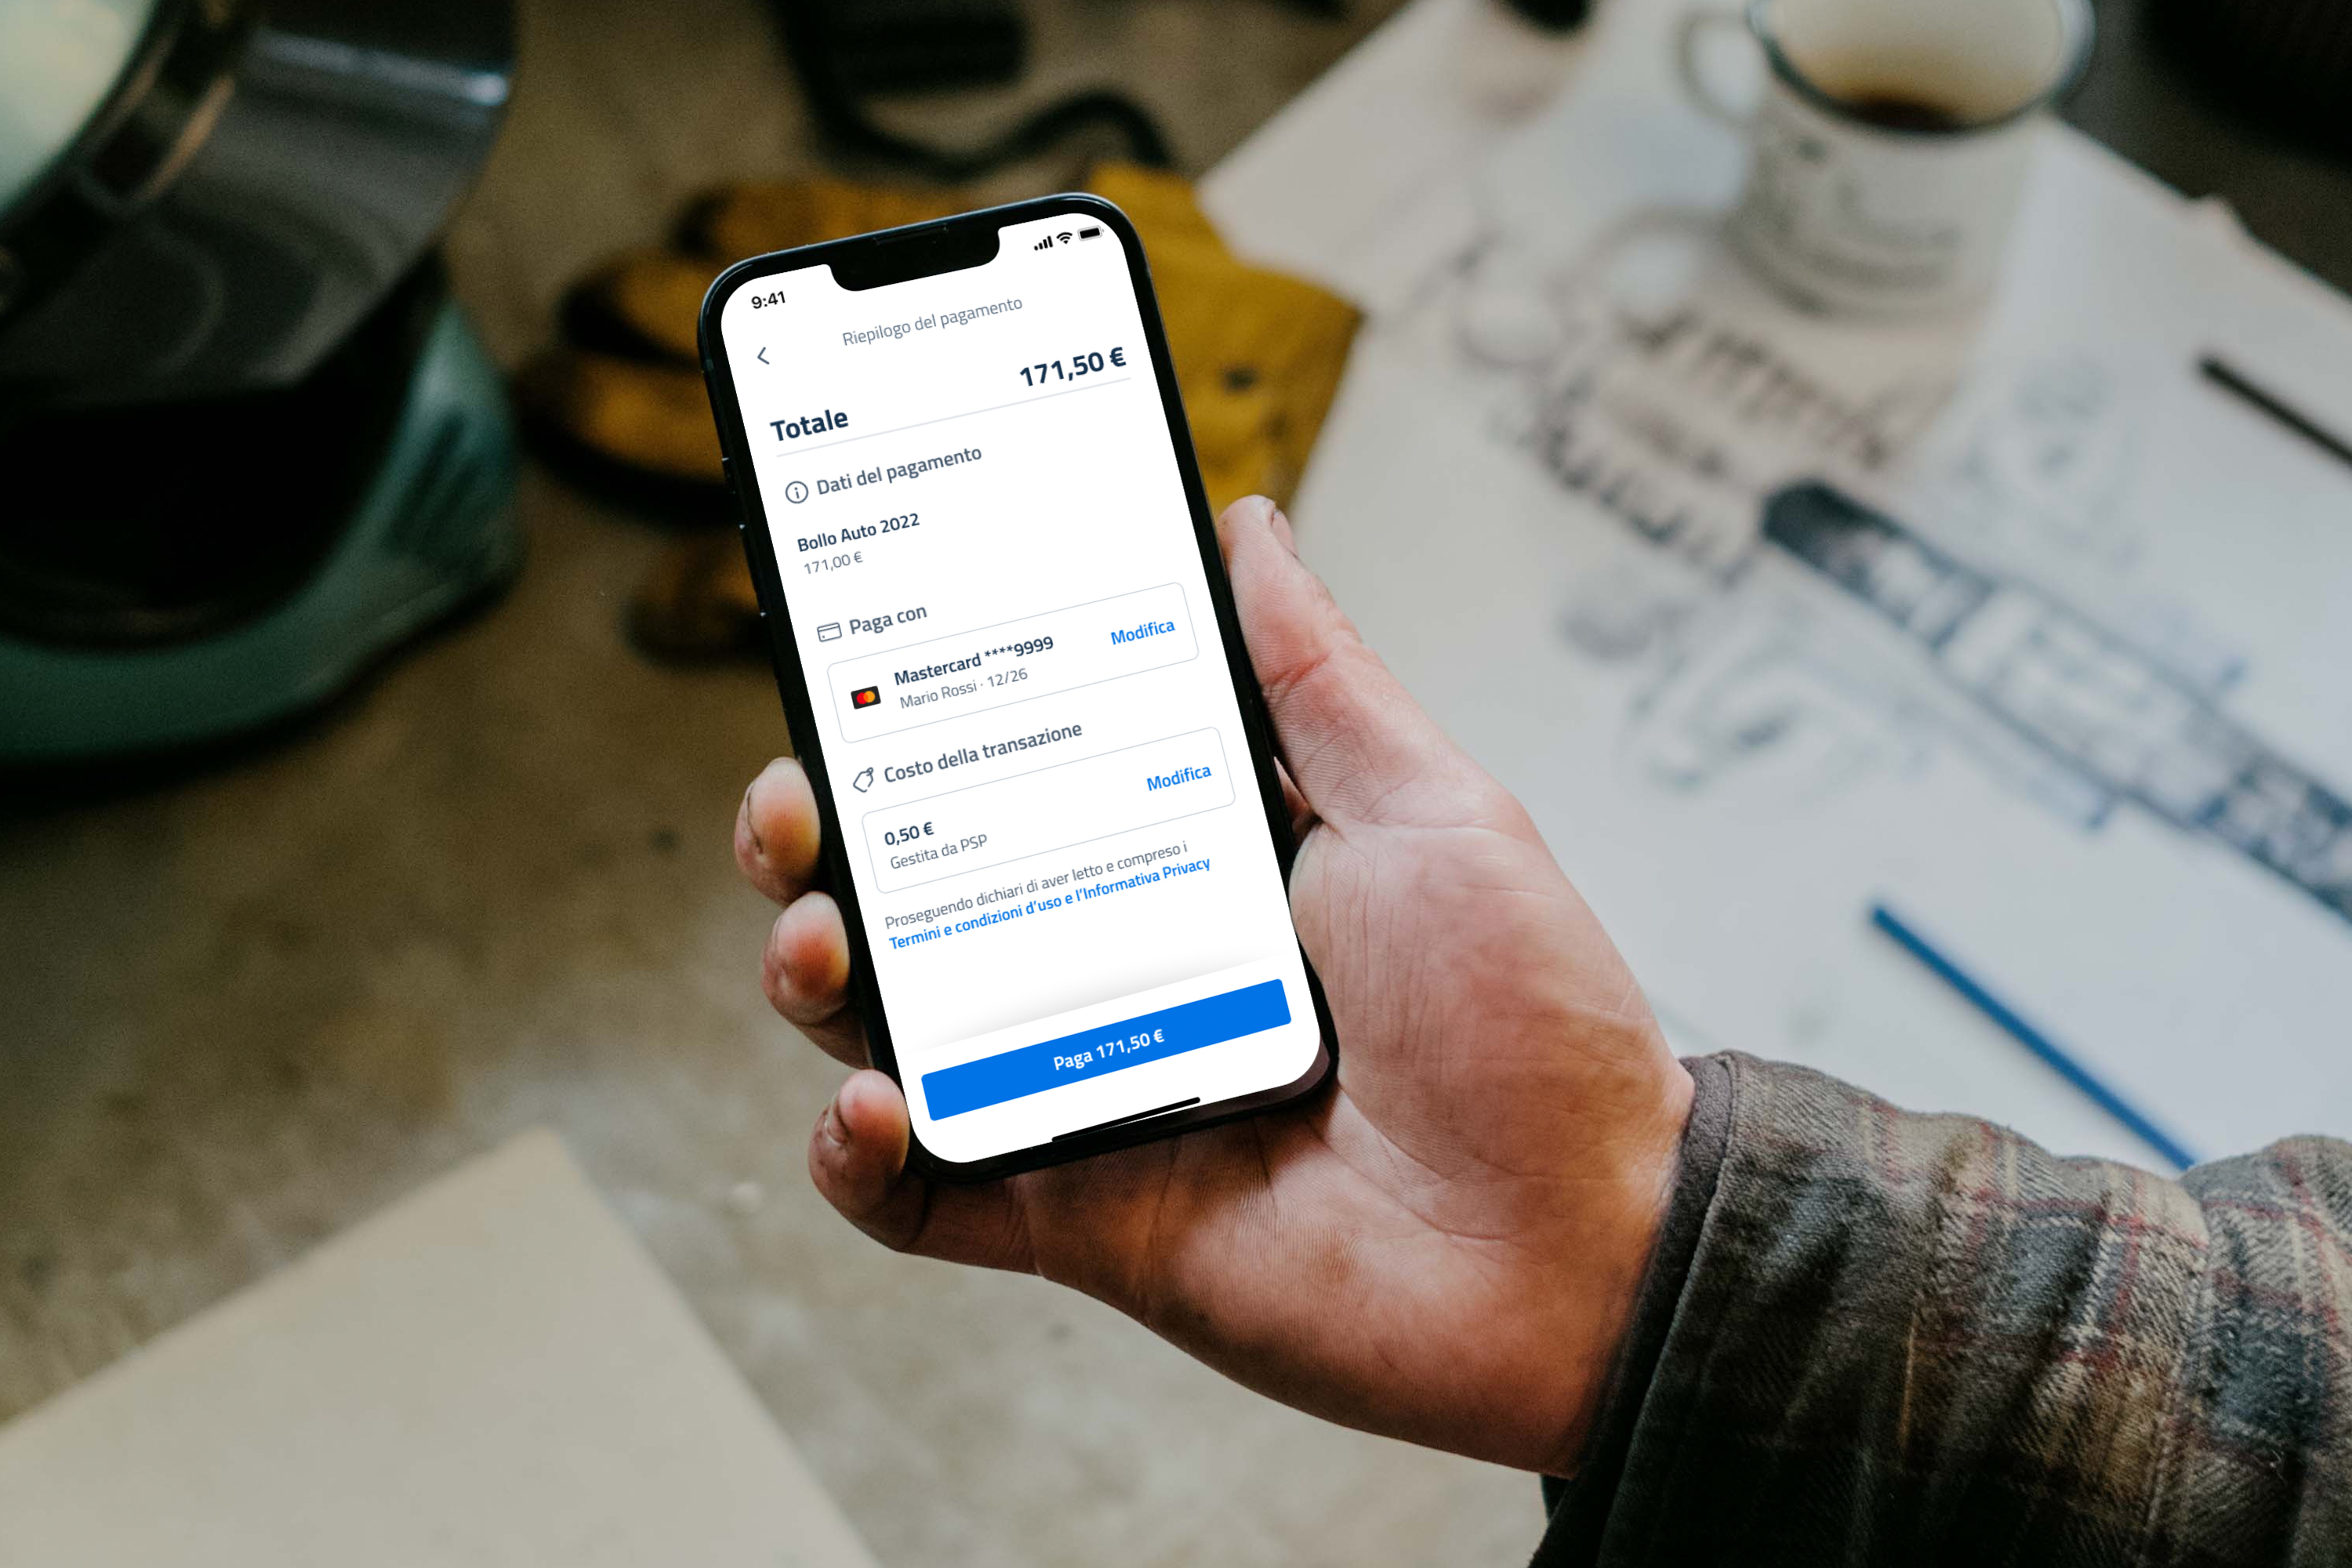 9:41
Riepilogo del pagamento
Totale 171,50 €
Dati del pagamento
Bollo Auto 2022
171,00 €
Paga con
Mastercard ****9999 Modifica
Mario Rossi · 12/26
Costo della transazione
0,50 € Modifica
Gestita da PSP
Proseguendo dichiari di aver letto e compreso i
Termini e condizioni d’uso e l’Informativa Privacy
Paga 171,50 €